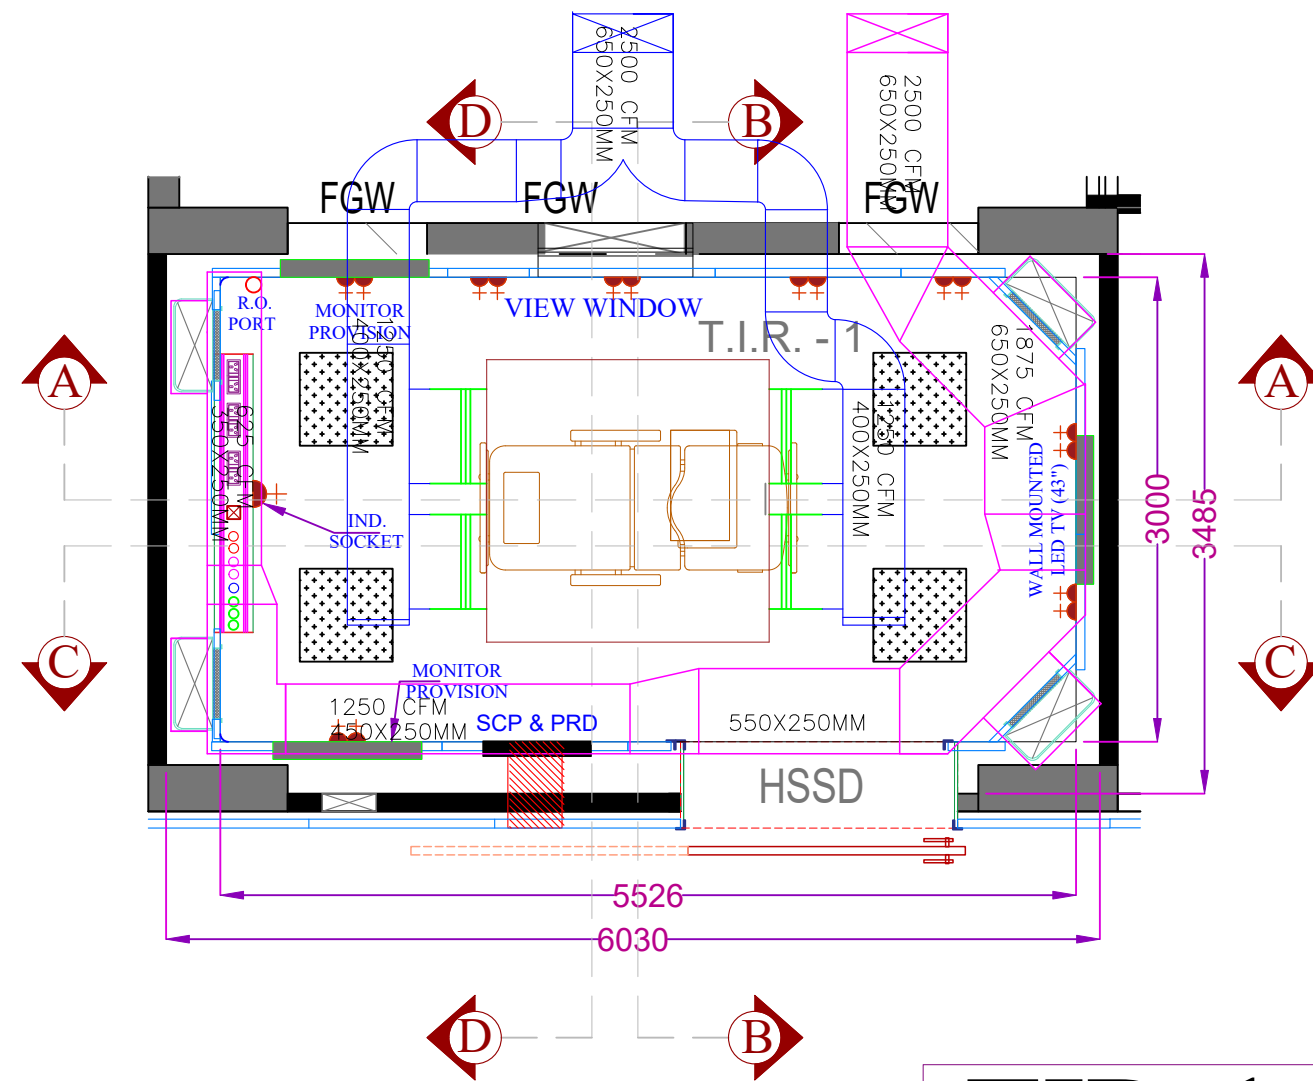 2500 CFM
650X250MM
2500 CFM
650X250MM
D
B
FGW
FGW
FGW
R.O.
PORT
MONITOR
PROVISION
VIEW WINDOW
T.I.R. - 1
1250 CFM
400X250MM
1875 CFM
650X250MM
A
A
625 CFM
350X250MM
1250 CFM
400X250MM
WALL MOUNTED
LED TV (43")
3000
3485
IND.
SOCKET
C
C
MONITOR
PROVISION
1250 CFM
450X250MM
SCP & PRD
550X250MM
HSSD
5526
6030
D
B